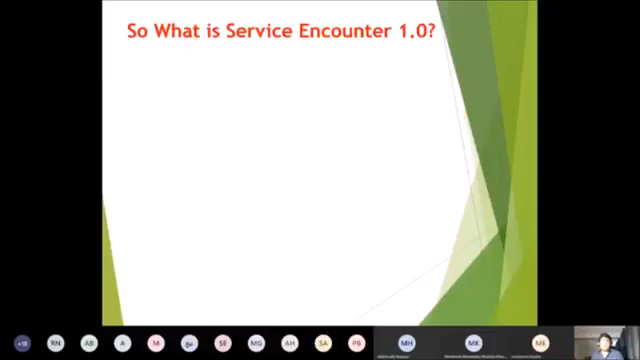 So What is Service Encounter 1.0?
+18 RN AB A M B+ SE MG AH SA PB MH MK ME